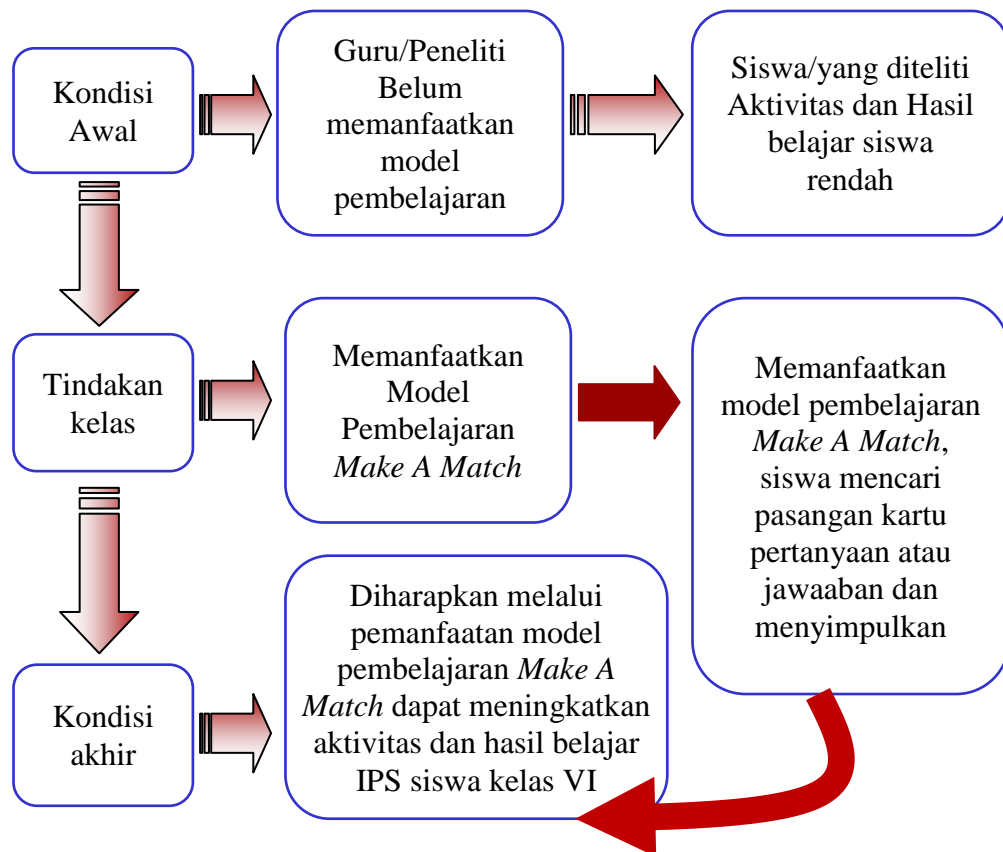 Kondisi
Awal
Guru/Peneliti
Belum
memanfaatkan
model
pembelajaran
Siswa/yang diteliti
Aktivitas dan Hasil
belajar siswa
rendah
Tindakan
kelas
Memanfaatkan
Model
Pembelajaran
Make A Match
Memanfaatkan
model pembelajaran
Make A Match,
siswa mencari
pasangan kartu
pertanyaan atau
jawaaban dan
menyimpulkan
Kondisi
akhir
Diharapkan melalui
pemanfaatan model
pembelajaran Make A
Match dapat meningkatkan
aktivitas dan hasil belajar
IPS siswa kelas VI